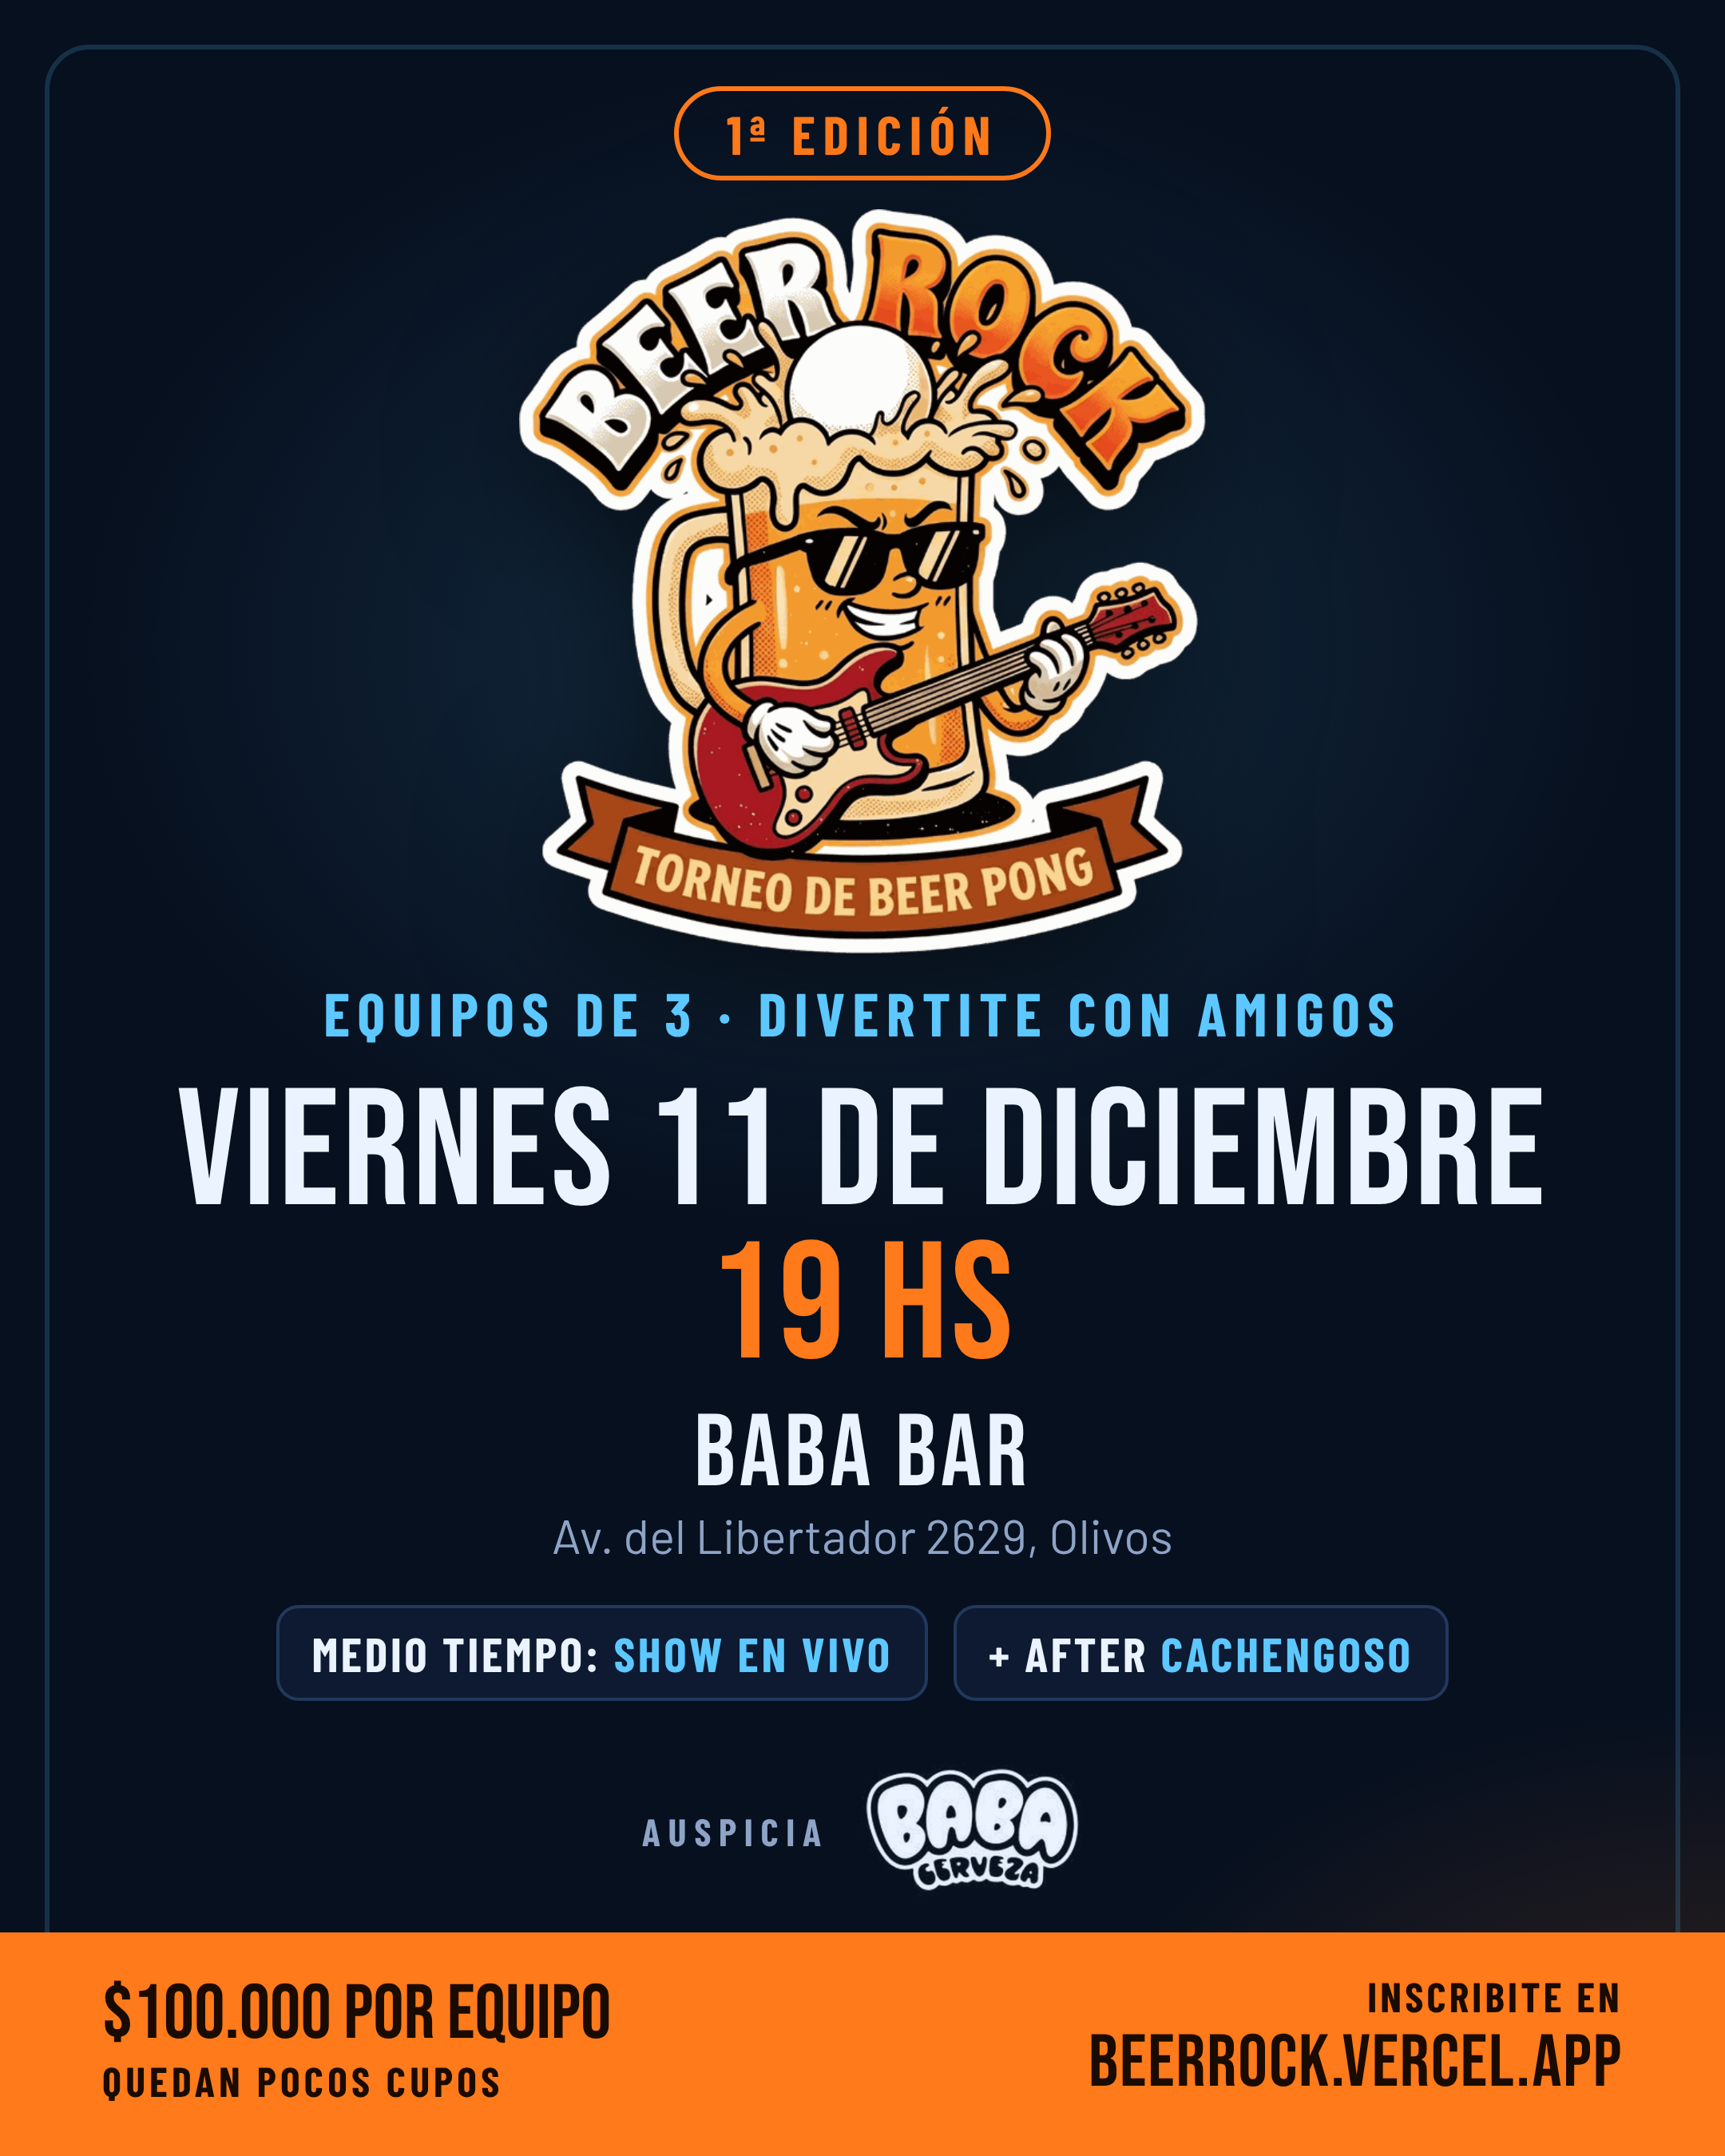 1ª EDICIÓN
BEER ROCK
TORNEO DE BEER PONG
EQUIPOS DE 3 · DIVERTITE CON AMIGOS
VIERNES 11 DE DICIEMBRE
19 HS
BABA BAR
Av. del Libertador 2629, Olivos
MEDIO TIEMPO: SHOW EN VIVO
+ AFTER CACHENGOSO
AUSPICIA
BABA
CERVEZA
$100.000 POR EQUIPO
QUEDAN POCOS CUPOS
INSCRIBITE EN
BEERROCK.VERCEL.APP